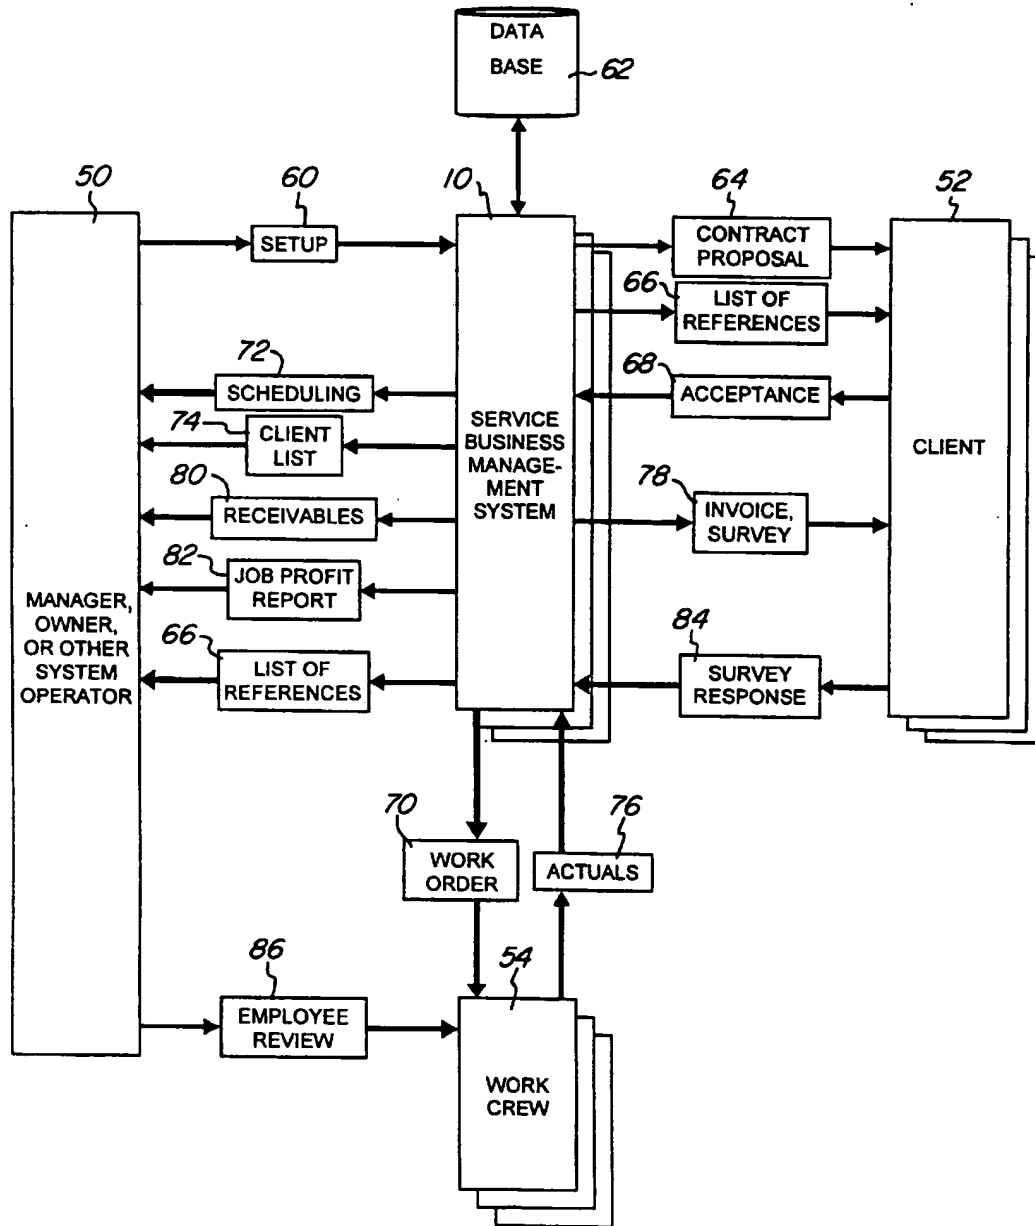 DATA
BASE
62
50
60
10
64
52
SETUP
CONTRACT
PROPOSAL
66
LIST OF
REFERENCES
72
SCHEDULING
68
ACCEPTANCE
74
CLIENT
LIST
SERVICE
BUSINESS
MANAGE-
MENT
SYSTEM
CLIENT
80
RECEIVABLES
78
INVOICE,
SURVEY
82
JOB PROFIT
REPORT
MANAGER,
OWNER,
OR OTHER
SYSTEM
OPERATOR
66
LIST OF
REFERENCES
84
SURVEY
RESPONSE
70
WORK
ORDER
76
ACTUALS
86
EMPLOYEE
REVIEW
54
WORK
CREW